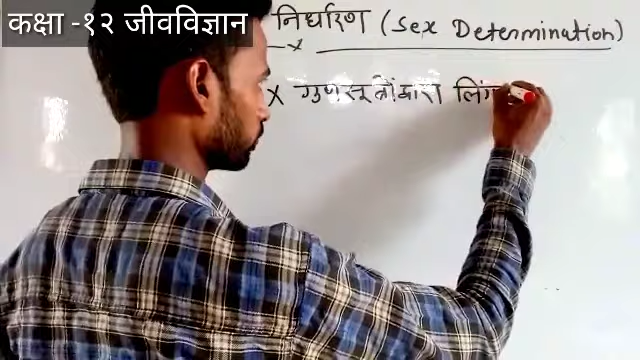 कक्षा -१२ जीवविज्ञान
निर्धारण (Sex Determination)
x गुणसूत्रों द्वारा लिंग